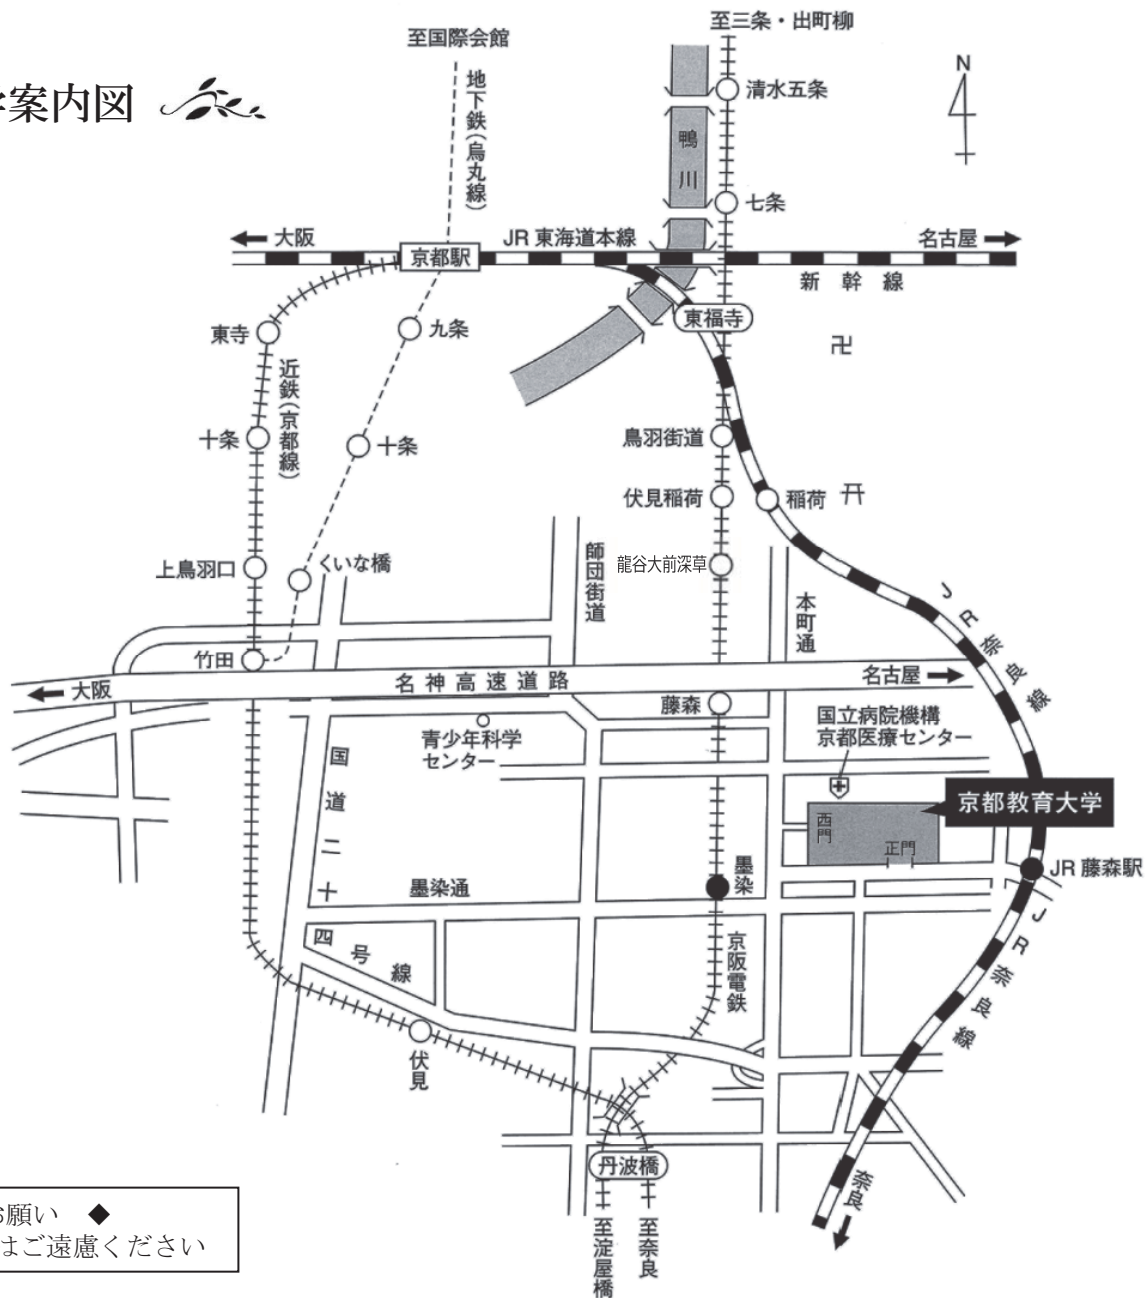 至三条・出町柳
至国際会館
案内図
地下鉄(烏丸線)
清水五条
N
鴨川
七条
大阪
JR 東海道本線
名古屋
京都駅
新幹線
東寺
九条
東福寺
卍
近鉄(京都線)
十条
十条
鳥羽街道
伏見稲荷
稲荷
上鳥羽口
くいな橋
師団街道
龍谷大前深草
本町通
JR奈良線
竹田
大阪
名神高速道路
名古屋
藤森
青少年科学
センター
国立病院機構
京都医療センター
国道二十四号線
京都教育大学
西門
正門
墨染
JR 藤森駅
墨染通
京阪電鉄
JR奈良線
伏見
丹波橋
奈良
至淀屋橋
至奈良
お願い ◆
はご遠慮ください